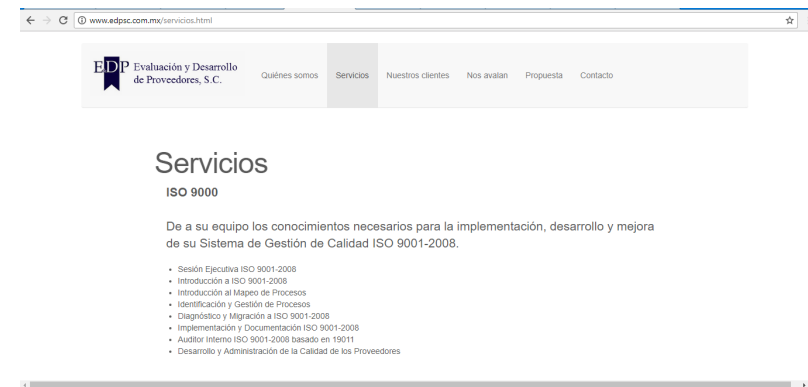 www.edpsc.com.mx/servicios.html
EDP Evaluación y Desarrollo
de Proveedores, S.C.
Quiénes somos Servicios Nuestros clientes Nos avalan Propuesta Contacto
Servicios
ISO 9000
De a su equipo los conocimientos necesarios para la implementación, desarrollo y mejora
de su Sistema de Gestión de Calidad ISO 9001-2008.
Sesión Ejecutiva ISO 9001-2008
Introducción a ISO 9001-2008
Introducción al Mapeo de Procesos
Identificación y Gestión de Procesos
Diagnóstico y Migración a ISO 9001-2008
Implementación y Documentación ISO 9001-2008
Auditor Interno ISO 9001-2008 basado en 19011
Desarrollo y Administración de la Calidad de los Proveedores